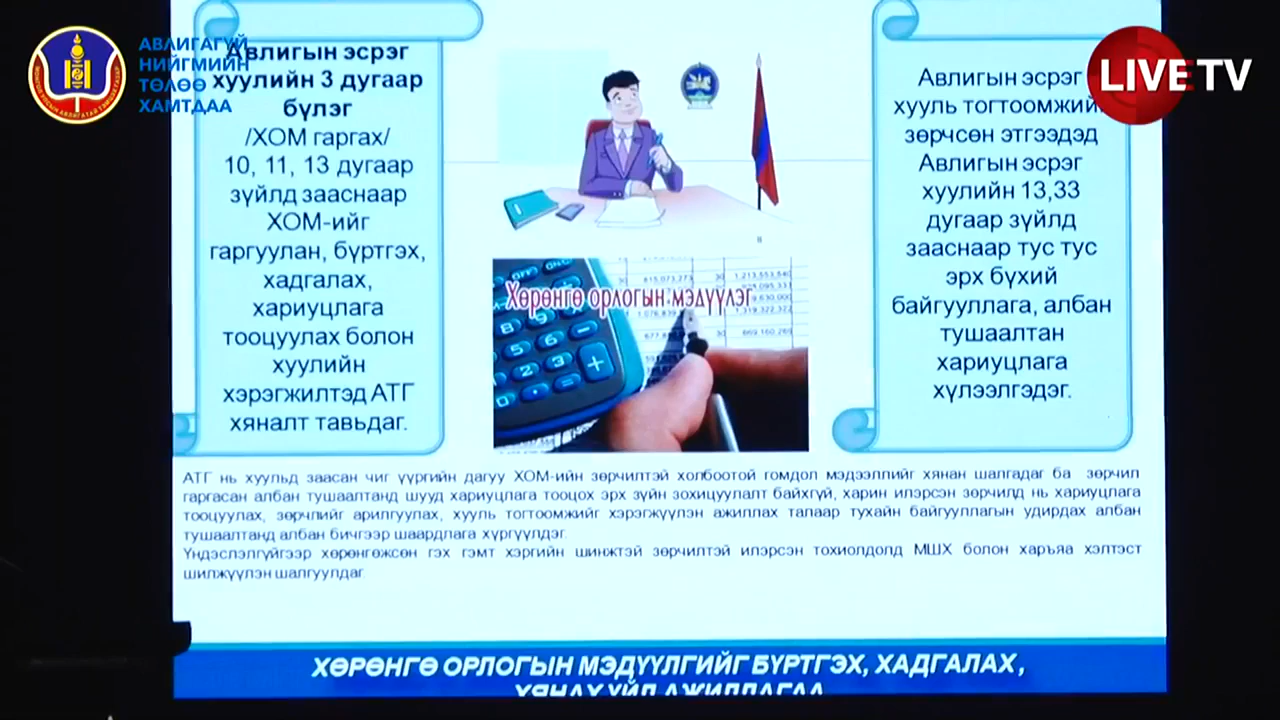 АВЛИГАГҮЙ
НИЙГМИЙН
ТӨЛӨӨ
ХАМТДАА
LIVE TV
Авлигын эсрэг
хуулийн 3 дугаар
бүлэг
/ХОМ гаргах/
10, 11, 13 дугаар
зүйлд зааснаар
ХОМ-ийг
гаргуулан, бүртгэх,
хадгалах,
хариуцлага
тооцуулах болон
хуулийн
хэрэгжилтэд АТГ
хяналт тавьдаг.
Хөрөнгө орлогын мэдүүлэг
Авлигын эсрэг
хууль тогтоомжий
зөрчсөн этгээдэд
Авлигын эсрэг
хуулийн 13,33
дугаар зүйлд
зааснаар тус тус
эрх бүхий
байгууллага, албан
тушаалтан
хариуцлага
хүлээлгэдэг.
АТГ нь хуульд заасан чиг үүргийн дагуу ХОМ-ийн зөрчилтэй холбоотой гомдол мэдээллийг хянан шалгадаг ба зөрчил
гаргасан албан тушаалтанд шууд хариуцлага тооцох эрх зүйн зохицуулалт байхгүй, харин илэрсэн зөрчилд нь хариуцлага
тооцуулах, зөрчлийг арилгуулах, хууль тогтоомжийг хэрэгжүүлэн ажиллах талаар тухайн байгууллагын удирдах албан
тушаалтанд албан бичгээр шаардлага хүргүүлдэг.
Үндэслэлгүйгээр хөрөнгөжсөн гэх гэмт хэргийн шинжтэй зөрчилтэй илэрсэн тохиолдолд МШХ болон харъяа хэлтэст
шилжүүлэн шалгуулдаг
ХӨРӨНГӨ ОРЛОГЫН МЭДҮҮЛГИЙГ БҮРТГЭХ, ХАДГАЛАХ,
ХЯНАХ ҮЙЛ АЖИЛЛАГАА